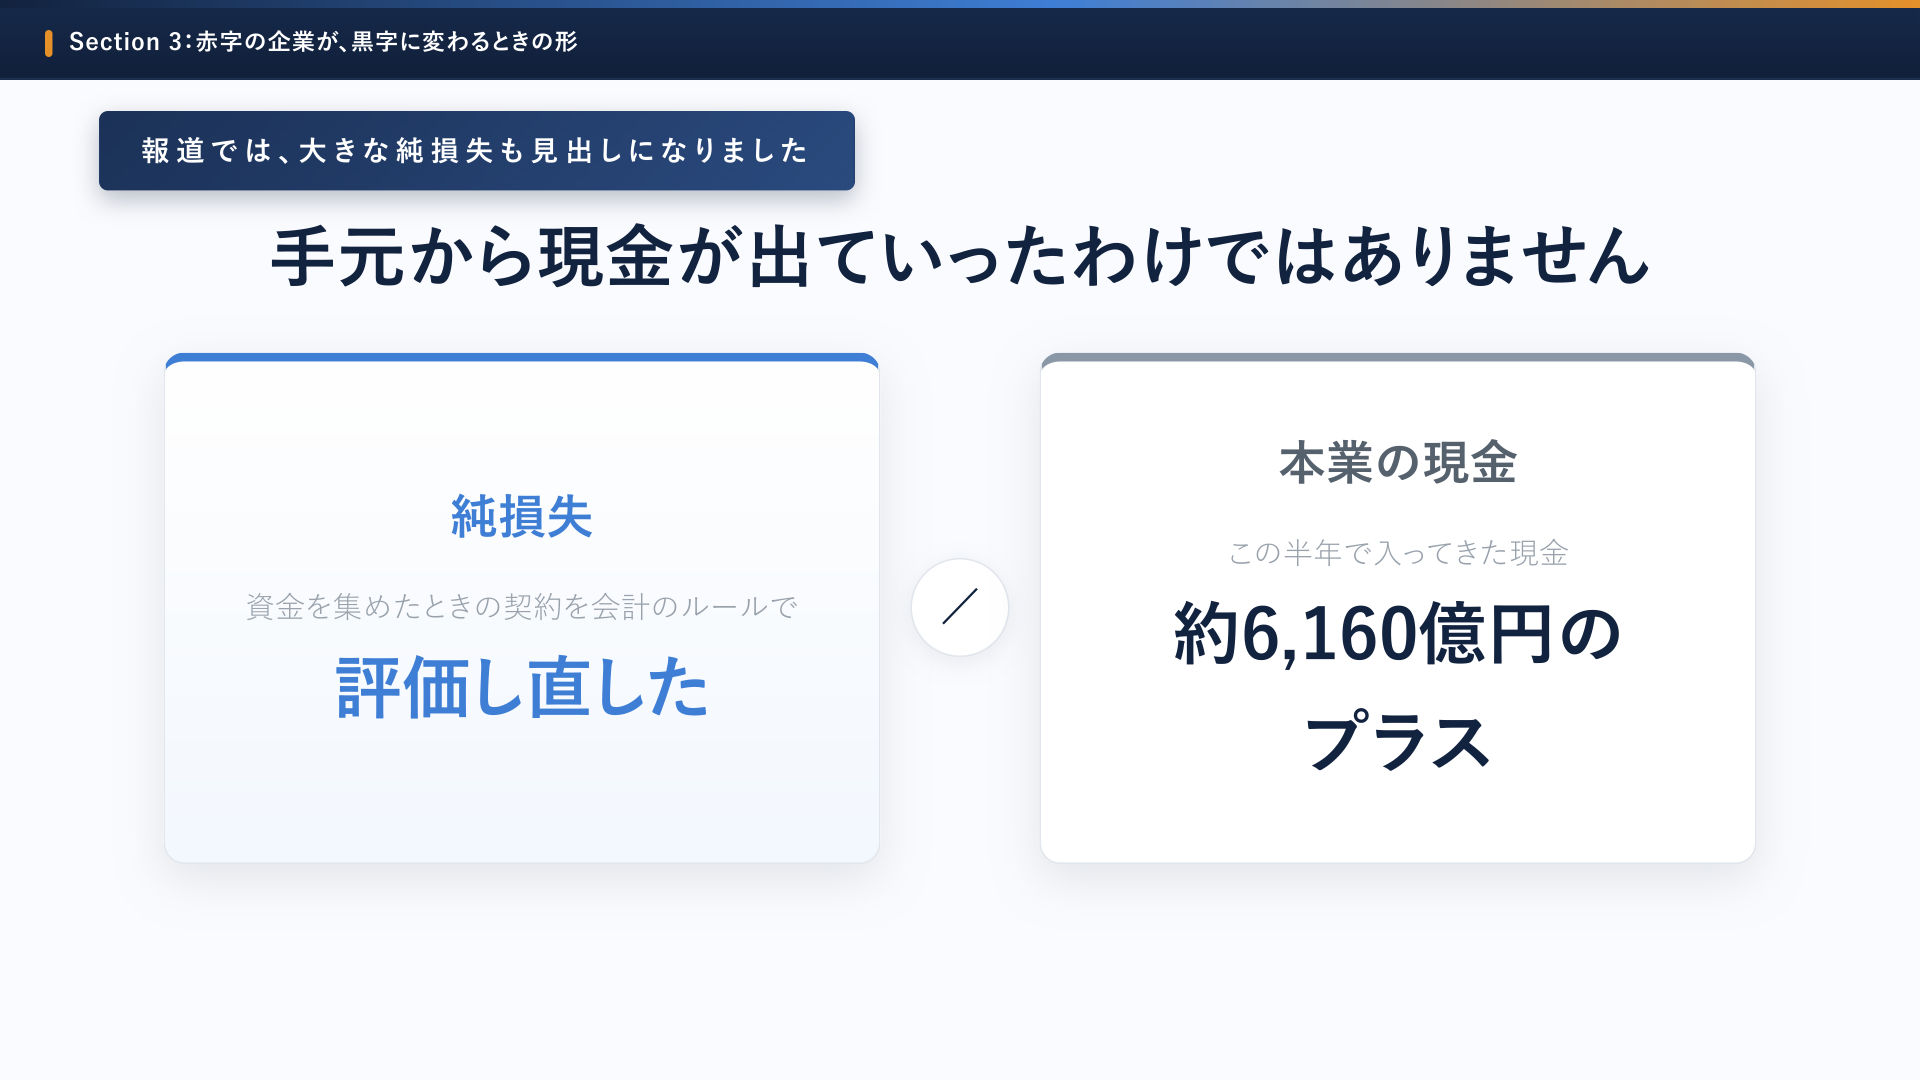 Section 3：赤字の企業が、黒字に変わるときの形
報道では、大きな純損失も見出しになりました
手元から現金が出ていったわけではありません
純損失
資金を集めたときの契約を会計のルールで
評価し直した
／
本業の現金
この半年で入ってきた現金
約6,160億円の
プラス